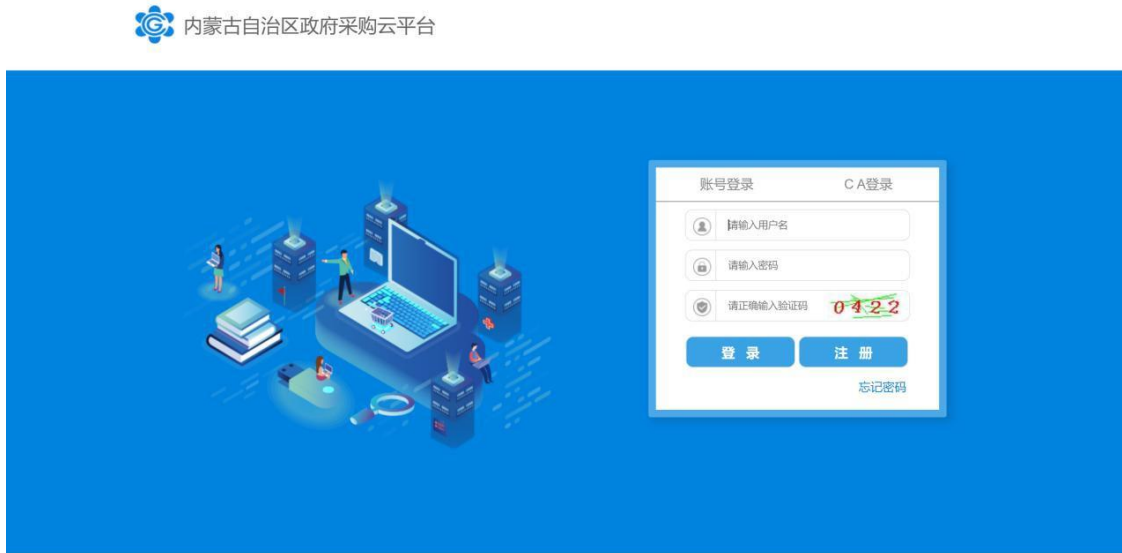 内蒙古自治区政府采购云平台
账号登录 CA登录
请输入用户名
请输入密码
请正确输入验证码 0422
登 录 注 册
忘记密码